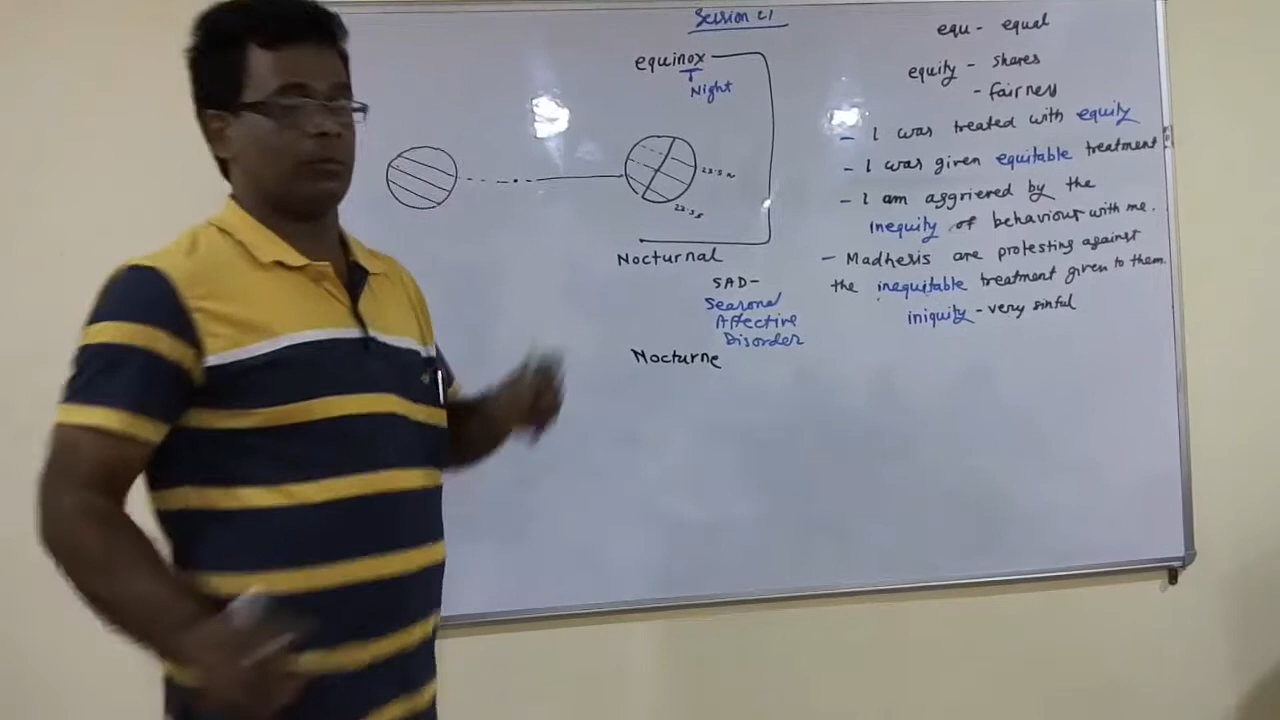 Session 21
equinox
Night
23.5 N
23.5 S
Nocturnal
SAD-
Seasonal
Affective
Disorder
Nocturne
equ - equal
equity - shares
- fairness
- I was treated with equity
- I was given equitable treatment
- I am aggriered by the
inequity of behaviour with me.
- Madhesis are protesting against
the inequitable treatment given to them.
iniquity - very sinful